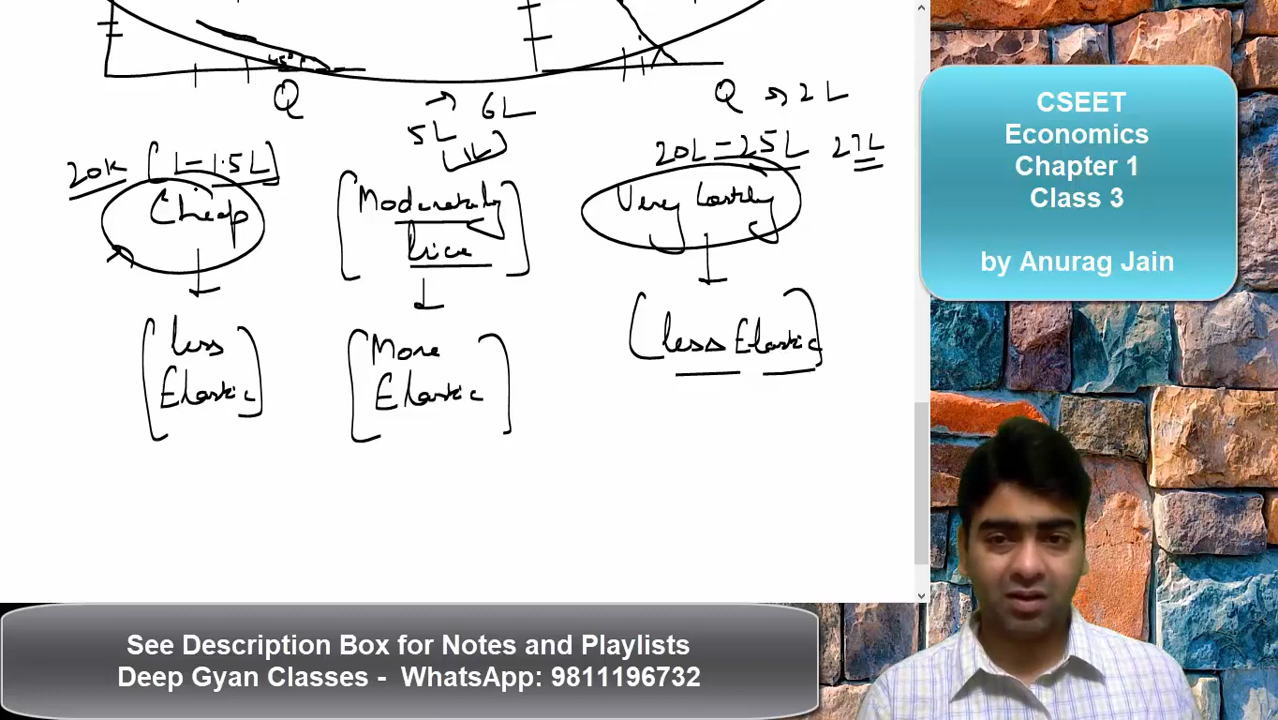 Q
Q → 2L
→ 6L
5L
1L
20K [L-1.5L]
20L - 25L 27L
Cheap
Moderately
Price
Very Costly
Less
Elastic
More
Elastic
Less Elastic
CSEET
Economics
Chapter 1
Class 3
by Anurag Jain
See Description Box for Notes and Playlists
Deep Gyan Classes - WhatsApp: 9811196732